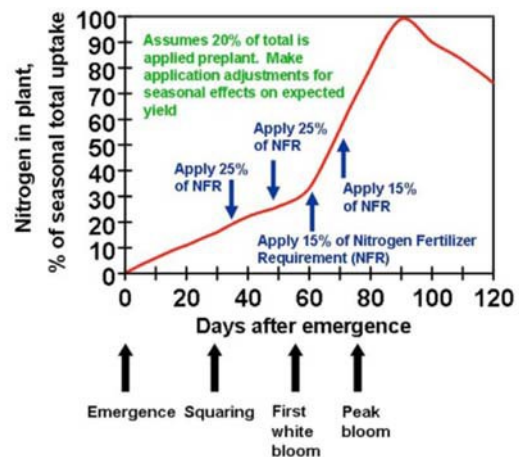 Nitrogen in plant,
% of seasonal total uptake
100
90
80
70
60
50
40
30
20
10
0
Assumes 20% of total is
applied preplant. Make
application adjustments for
seasonal effects on expected
yield
Apply 25%
of NFR
Apply 25%
of NFR
Apply 15%
of NFR
Apply 15% of Nitrogen Fertilizer
Requirement (NFR)
0 20 40 60 80 100 120
Days after emergence
Emergence
Squaring
First
white
bloom
Peak
bloom